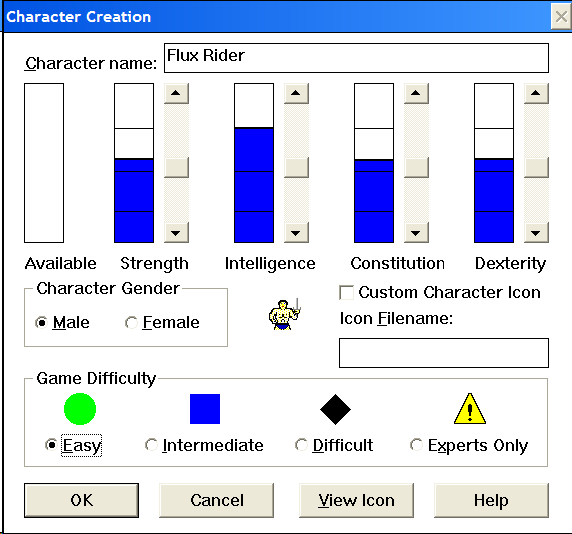 Character Creation
Character name: Flux Rider
Available Strength Intelligence Constitution Dexterity
Character Gender
Male Female
Custom Character Icon
Icon Filename:
Game Difficulty
Easy Intermediate Difficult Experts Only
OK Cancel View Icon Help